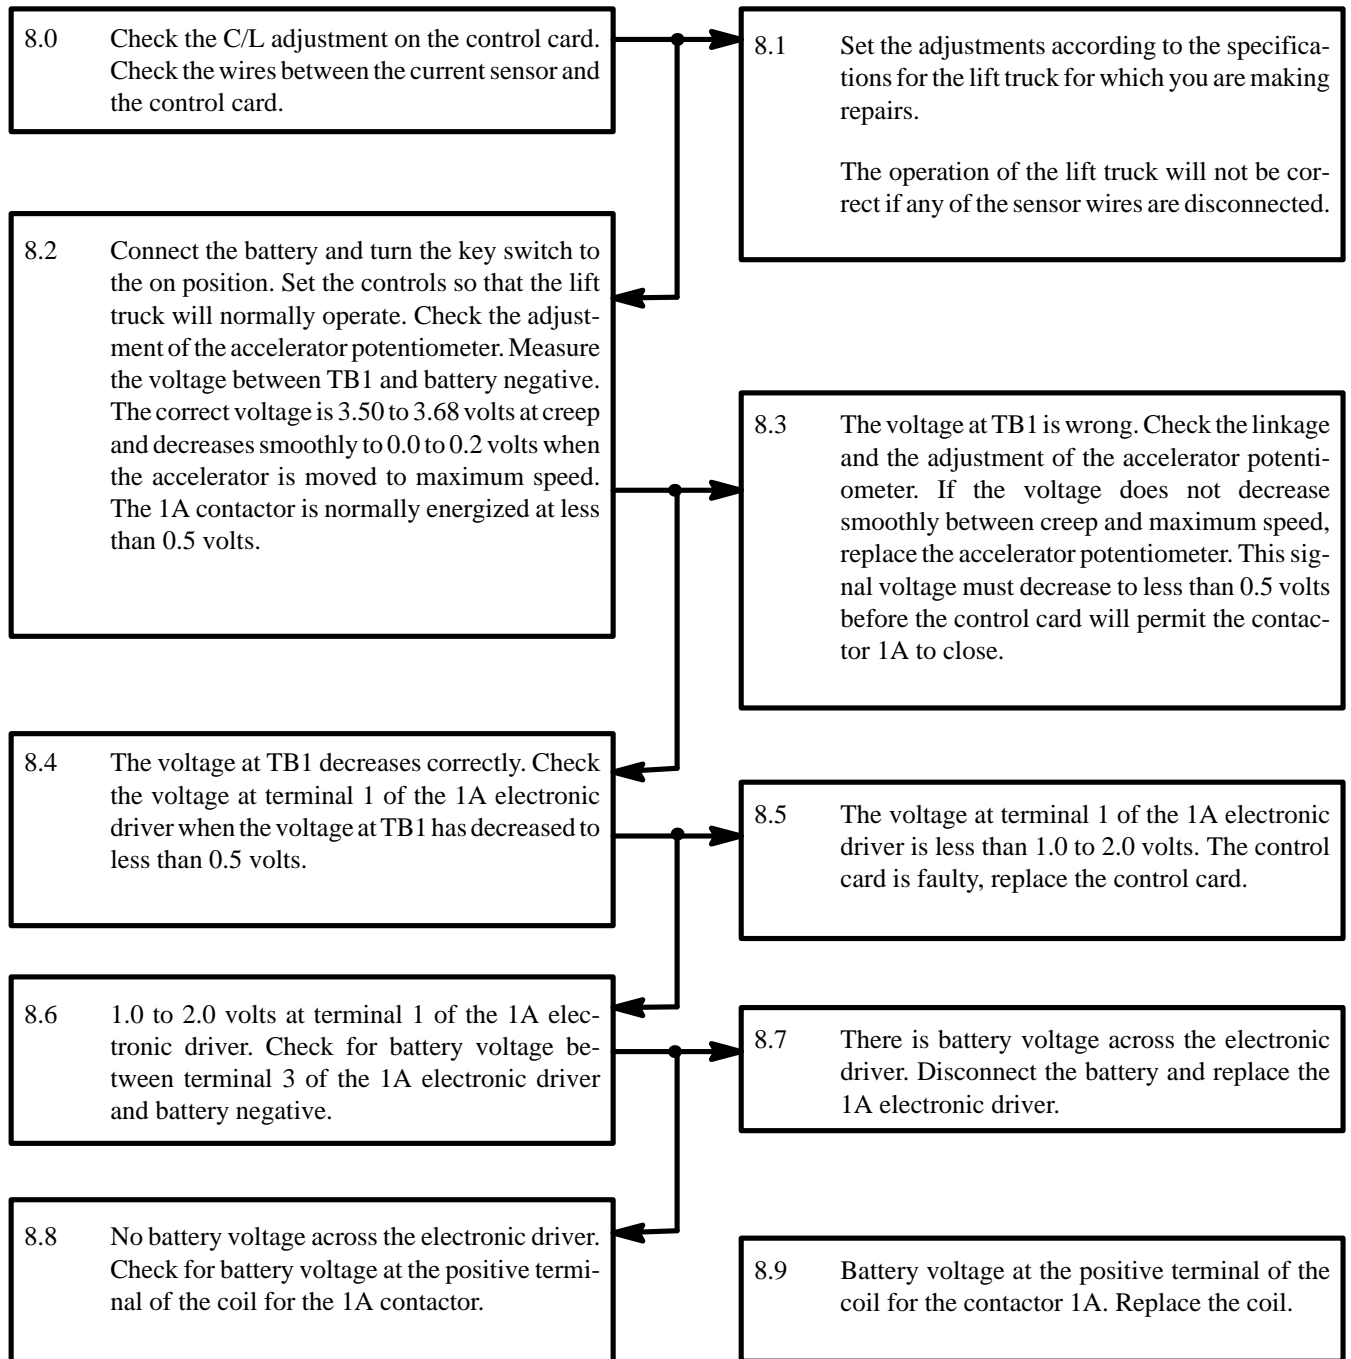 8.0 Check the C/L adjustment on the control card.
Check the wires between the current sensor and
the control card.
8.1 Set the adjustments according to the specifica-
tions for the lift truck for which you are making
repairs.
The operation of the lift truck will not be cor-
rect if any of the sensor wires are disconnected.
8.2 Connect the battery and turn the key switch to
the on position. Set the controls so that the lift
truck will normally operate. Check the adjust-
ment of the accelerator potentiometer. Measure
the voltage between TB1 and battery negative.
The correct voltage is 3.50 to 3.68 volts at creep
and decreases smoothly to 0.0 to 0.2 volts when
the accelerator is moved to maximum speed.
The 1A contactor is normally energized at less
than 0.5 volts.
8.3 The voltage at TB1 is wrong. Check the linkage
and the adjustment of the accelerator potenti-
ometer. If the voltage does not decrease
smoothly between creep and maximum speed,
replace the accelerator potentiometer. This sig-
nal voltage must decrease to less than 0.5 volts
before the control card will permit the contac-
tor 1A to close.
8.4 The voltage at TB1 decreases correctly. Check
the voltage at terminal 1 of the 1A electronic
driver when the voltage at TB1 has decreased to
less than 0.5 volts.
8.5 The voltage at terminal 1 of the 1A electronic
driver is less than 1.0 to 2.0 volts. The control
card is faulty, replace the control card.
8.6 1.0 to 2.0 volts at terminal 1 of the 1A elec-
tronic driver. Check for battery voltage be-
tween terminal 3 of the 1A electronic driver
and battery negative.
8.7 There is battery voltage across the electronic
driver. Disconnect the battery and replace the
1A electronic driver.
8.8 No battery voltage across the electronic driver.
Check for battery voltage at the positive termi-
nal of the coil for the 1A contactor.
8.9 Battery voltage at the positive terminal of the
coil for the contactor 1A. Replace the coil.